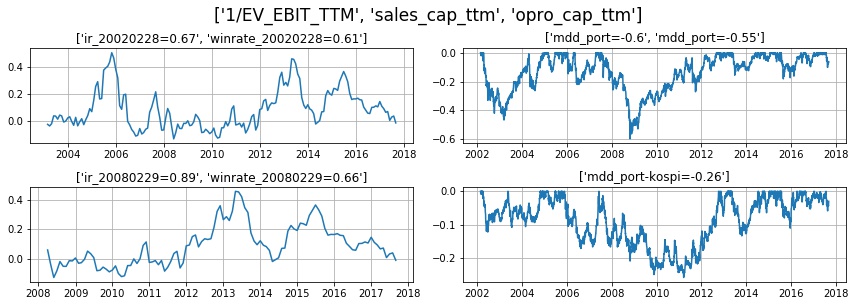 ['1/EV_EBIT_TTM', 'sales_cap_ttm', 'opro_cap_ttm']
['ir_20020228=0.67', 'winrate_20020228=0.61']
0.4
0.2
0.0
2004 2006 2008 2010 2012 2014 2016 2018
['mdd_port=-0.6', 'mdd_port=-0.55']
0.0
−0.2
−0.4
−0.6
2002 2004 2006 2008 2010 2012 2014 2016 2018
['ir_20080229=0.89', 'winrate_20080229=0.66']
0.4
0.2
0.0
2008 2009 2010 2011 2012 2013 2014 2015 2016 2017 2018
['mdd_port-kospi=-0.26']
0.0
−0.1
−0.2
2002 2004 2006 2008 2010 2012 2014 2016 2018